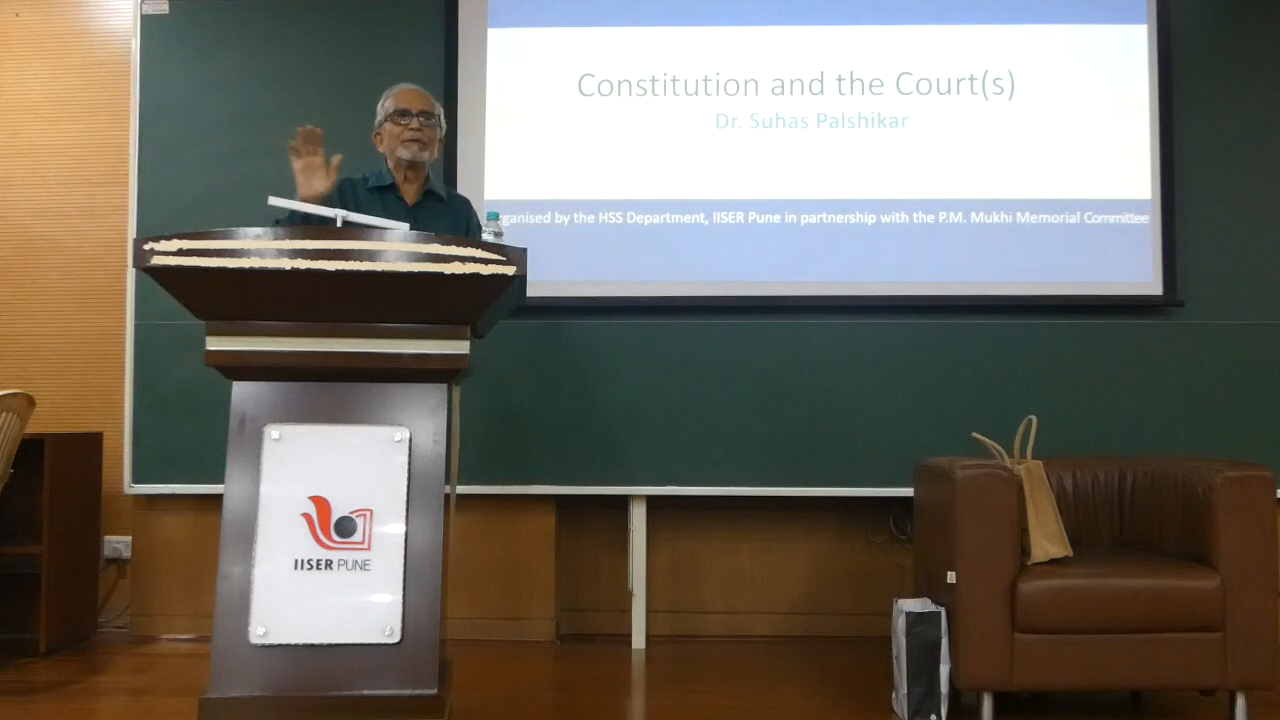 Constitution and the Court(s)
Dr. Suhas Palshikar
by the HSS Department, IISER Pune in partnership with the P.M. Mukhi Memorial Committee
IISER PUNE